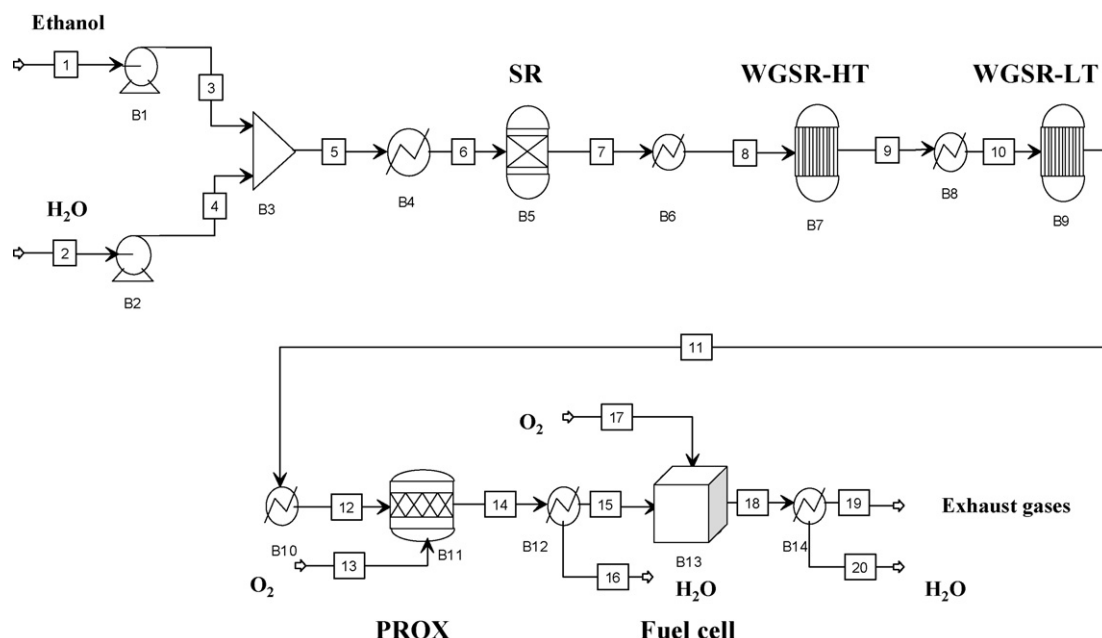 Ethanol
1
B1
3
SR
WGSR-HT
WGSR-LT
B3
5
6
B4
B5
7
B6
8
B7
9
B8
10
B9
4
H₂O
2
B2
11
O₂
17
B10
12
B11
O₂
13
14
B12
15
16
H₂O
B13
18
B14
19
Exhaust gases
20
H₂O
PROX
Fuel cell